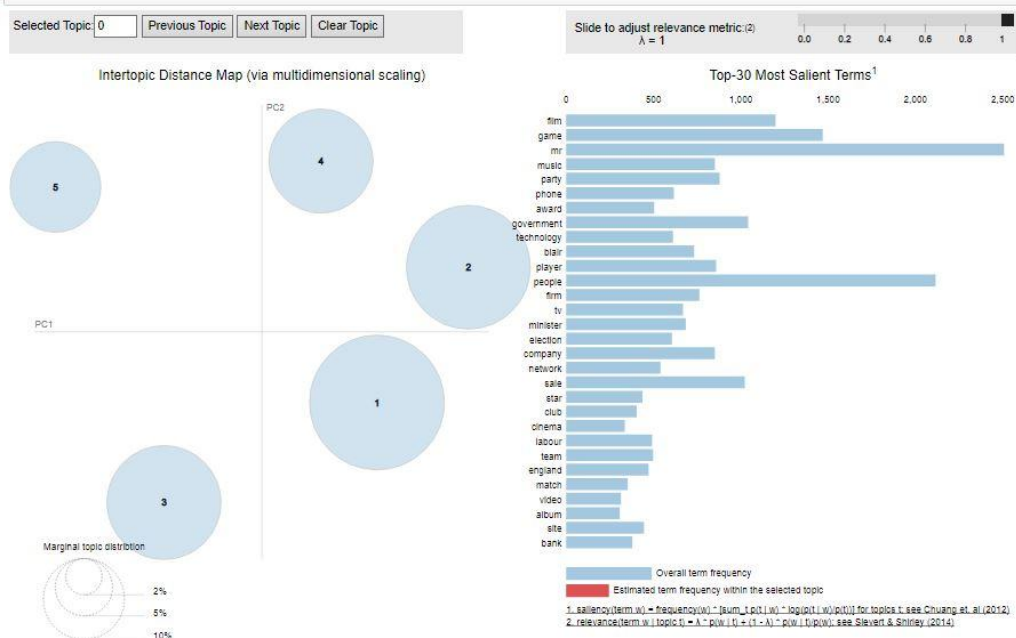 Selected Topic: 0 Previous Topic Next Topic Clear Topic
Slide to adjust relevance metric:(2)
λ = 1
0.0 0.2 0.4 0.6 0.8 1
Intertopic Distance Map (via multidimensional scaling)
PC2
PC1
5
4
2
1
3
Marginal topic distribtion
2%
5%
10%
Top-30 Most Salient Terms1
0 500 1,000 1,500 2,000 2,500
film
game
mr
music
party
phone
award
government
technology
blair
player
people
firm
tv
minister
election
company
network
sale
star
club
cinema
labour
team
england
match
video
album
site
bank
Overall term frequency
Estimated term frequency within the selected topic
1. saliency(term w) = frequency(w) * [sum_t p(t | w) * log(p(t | w)/p(t))] for topics t; see Chuang et. al (2012)
2. relevance(term w | topic t) = λ * p(w | t) + (1 - λ) * p(w | t)/p(w); see Sievert & Shirley (2014)